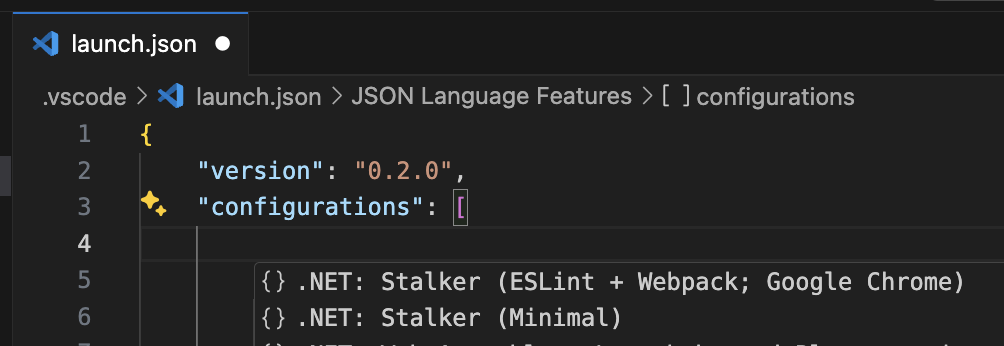 launch.json
.vscode > launch.json > JSON Language Features > [ ] configurations
1 {
2 "version": "0.2.0",
3 "configurations": [
4
5 {} .NET: Stalker (ESLint + Webpack; Google Chrome)
6 {} .NET: Stalker (Minimal)